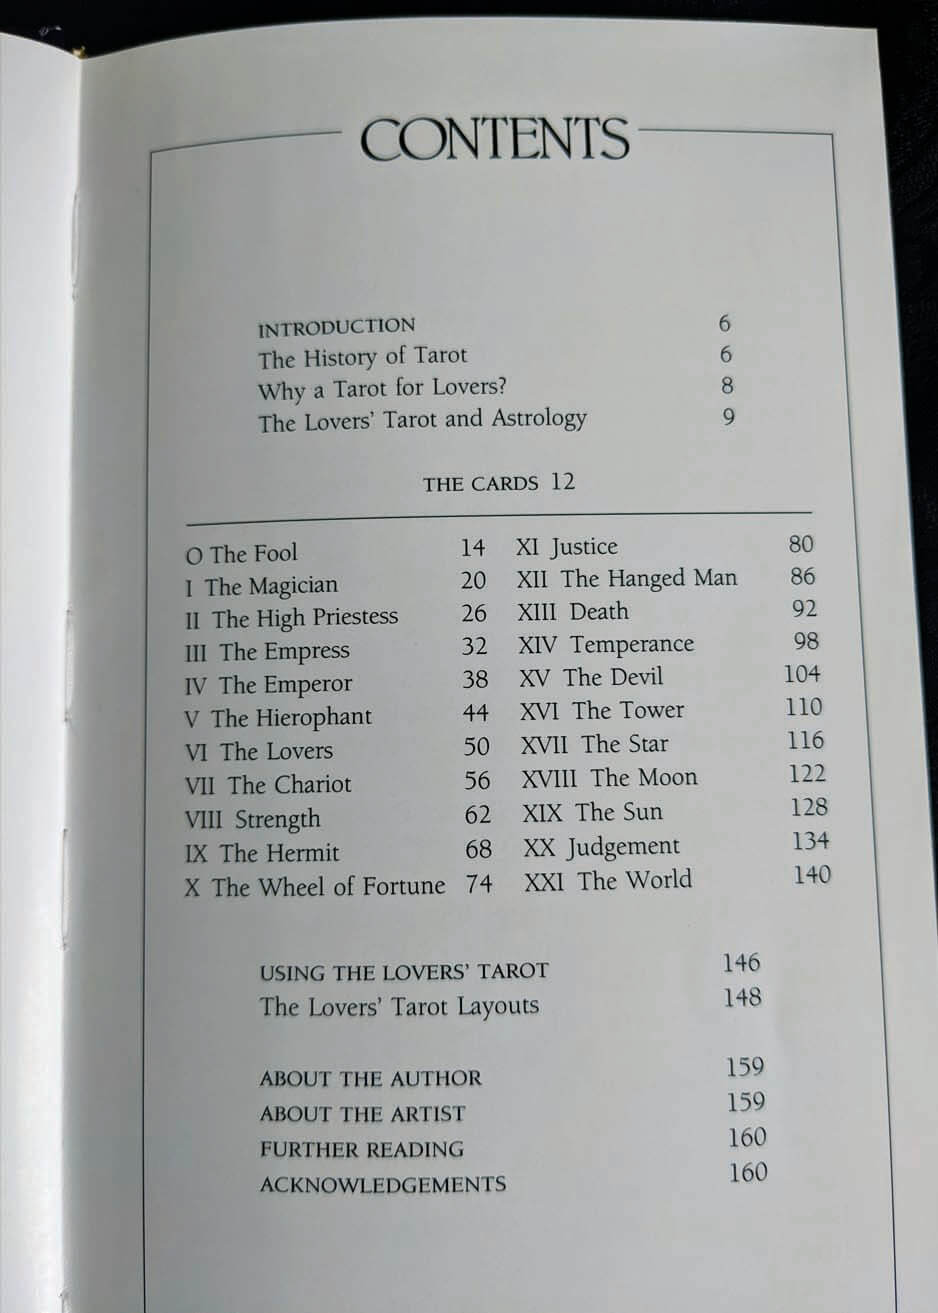 CONTENTS
INTRODUCTION 6
The History of Tarot 6
Why a Tarot for Lovers? 8
The Lovers' Tarot and Astrology 9
THE CARDS 12
O The Fool 14
I The Magician 20
II The High Priestess 26
III The Empress 32
IV The Emperor 38
V The Hierophant 44
VI The Lovers 50
VII The Chariot 56
VIII Strength 62
IX The Hermit 68
X The Wheel of Fortune 74
XI Justice 80
XII The Hanged Man 86
XIII Death 92
XIV Temperance 98
XV The Devil 104
XVI The Tower 110
XVII The Star 116
XVIII The Moon 122
XIX The Sun 128
XX Judgement 134
XXI The World 140
USING THE LOVERS' TAROT 146
The Lovers' Tarot Layouts 148
ABOUT THE AUTHOR 159
ABOUT THE ARTIST 159
FURTHER READING 160
ACKNOWLEDGEMENTS 160